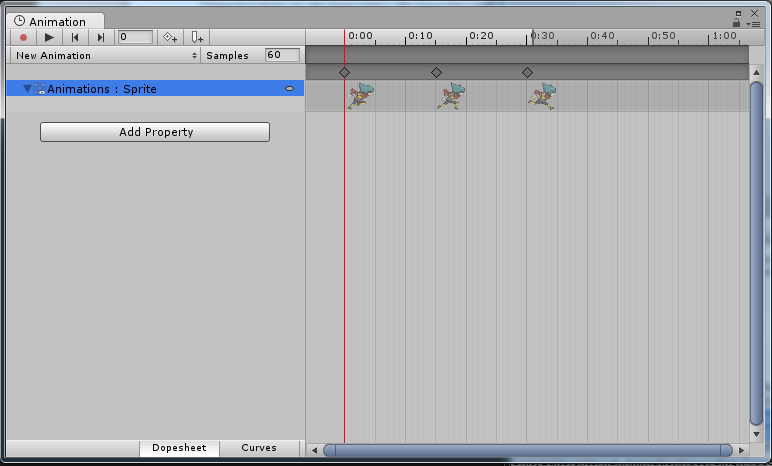 Animation
0
0:00 0:10 0:20 0:30 0:40 0:50 1:00
New Animation Samples 60
Animations : Sprite
Add Property
Dopesheet Curves